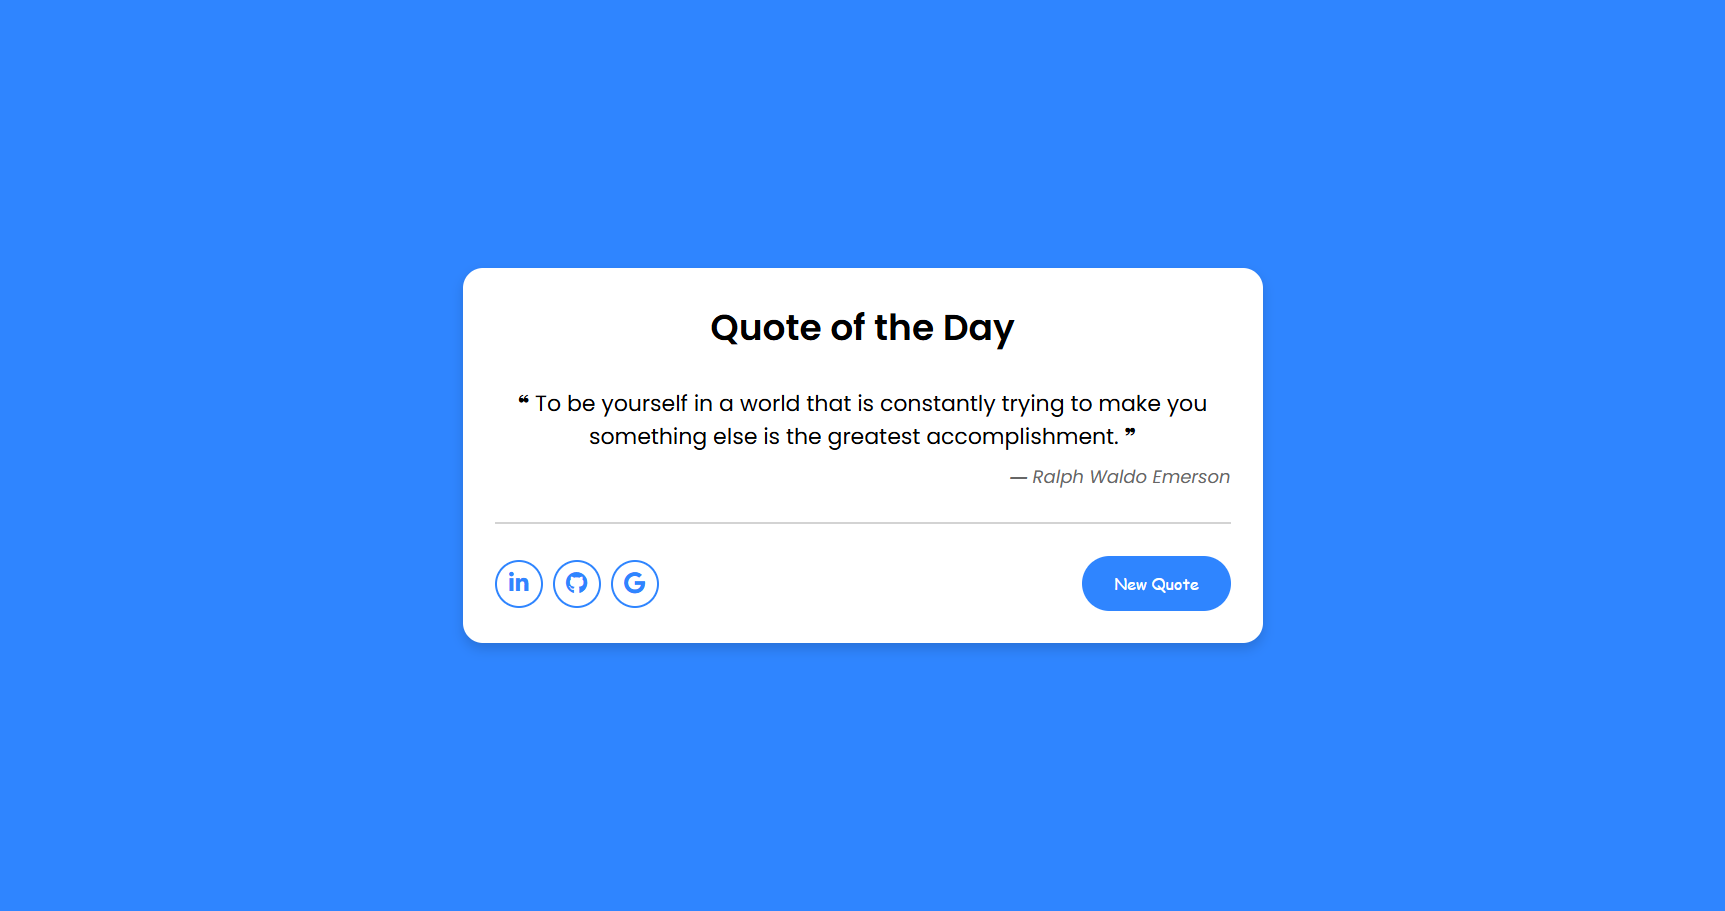 Quote of the Day
❝ To be yourself in a world that is constantly trying to make you
something else is the greatest accomplishment. ❞
— Ralph Waldo Emerson
in
G
New Quote